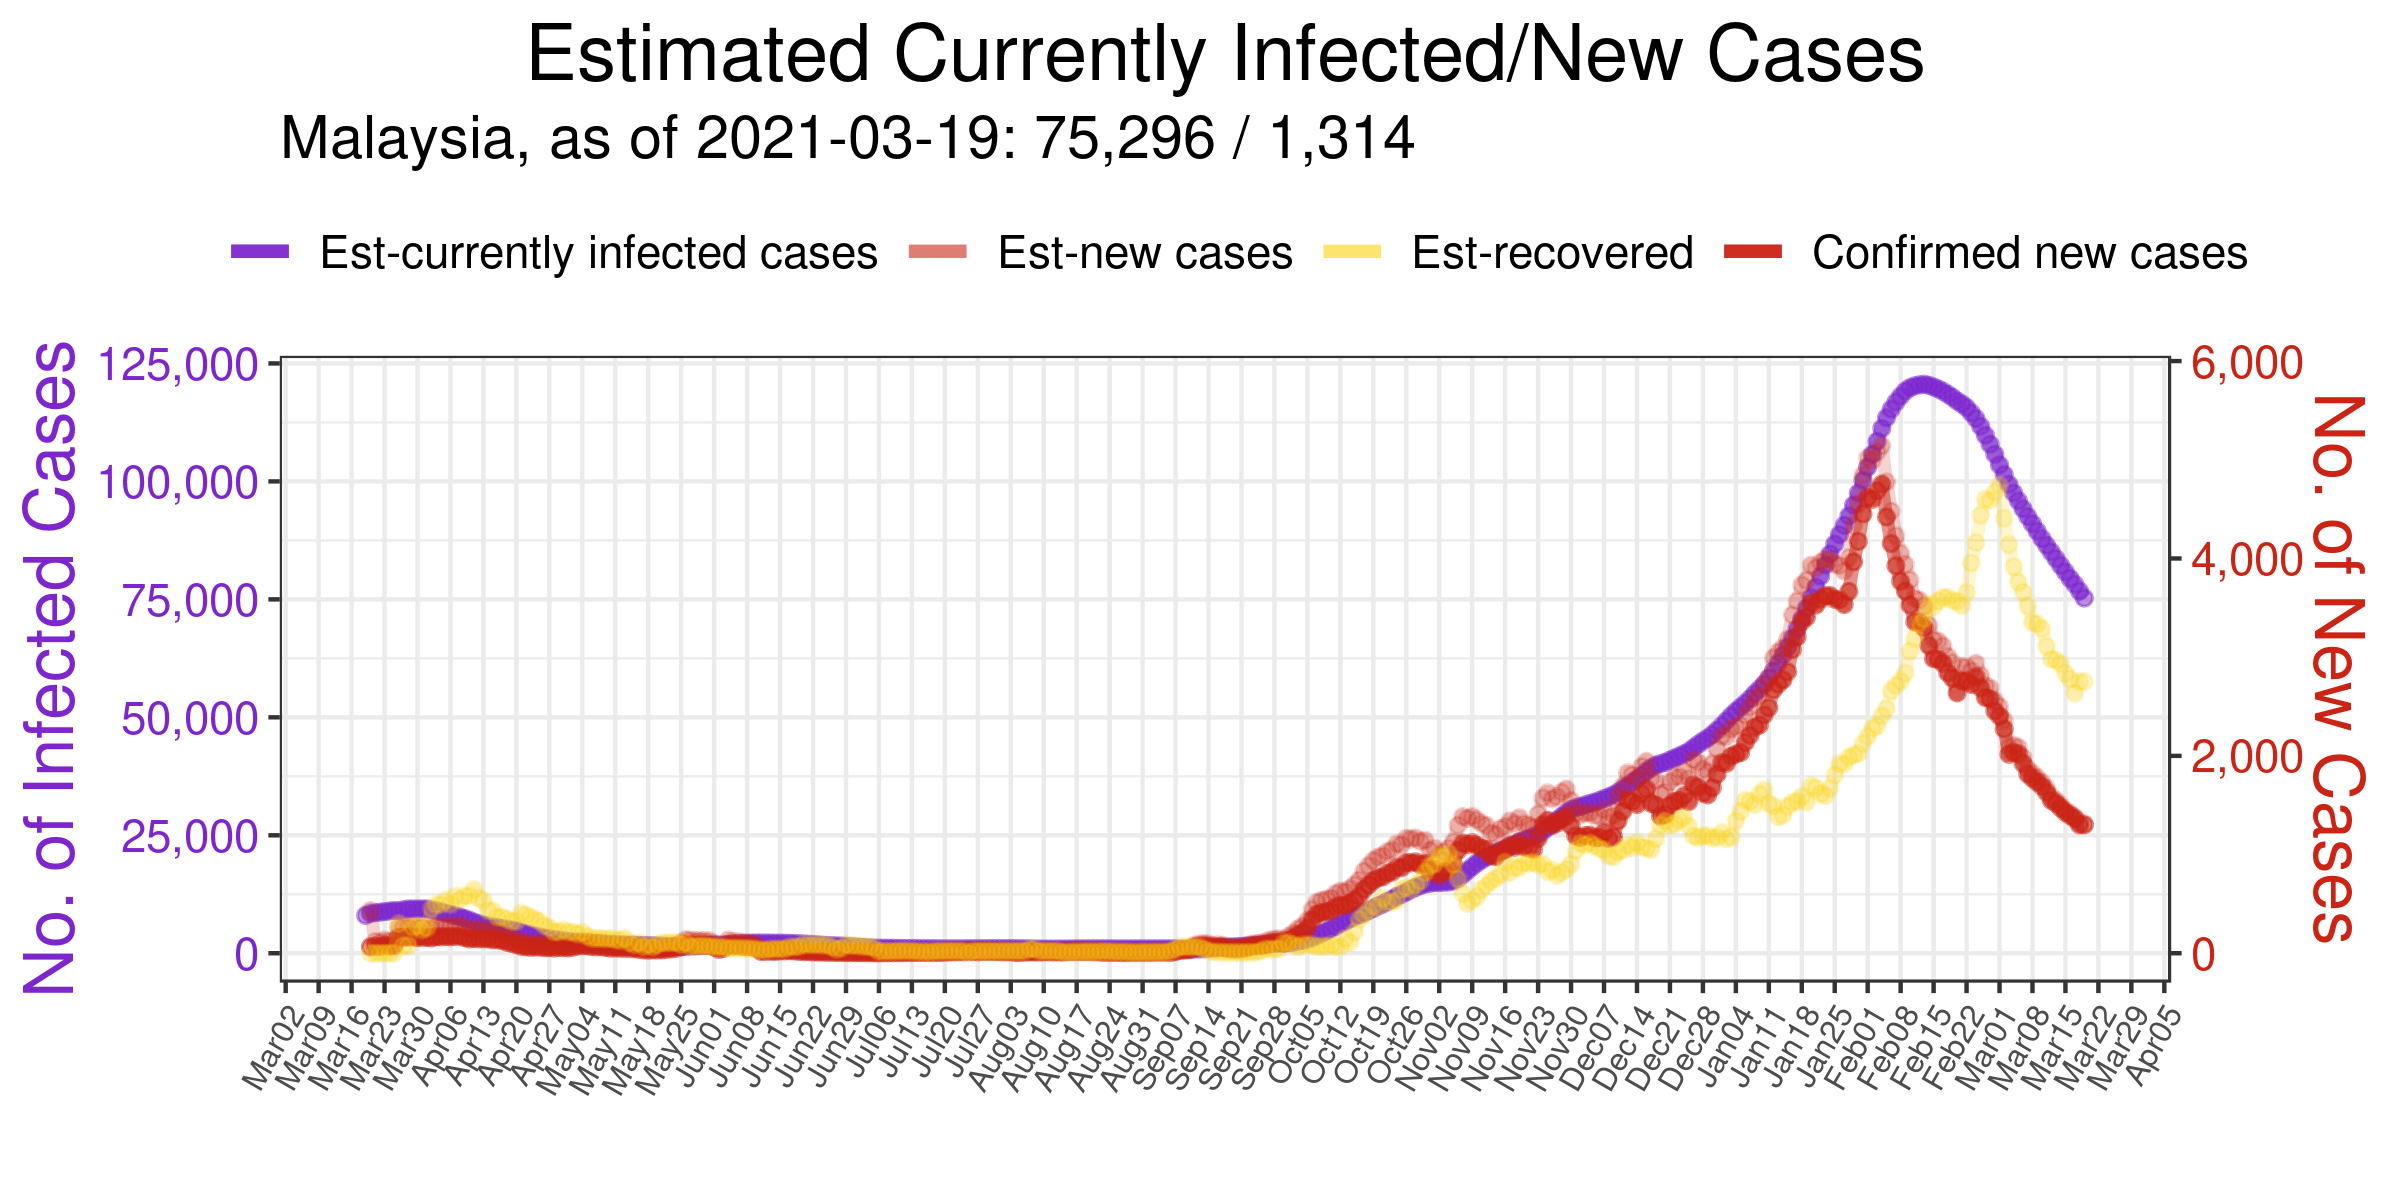 Estimated Currently Infected/New Cases
Malaysia, as of 2021-03-19: 75,296 / 1,314
Est-currently infected cases Est-new cases Est-recovered Confirmed new cases
No. of Infected Cases
125,000
100,000
75,000
50,000
25,000
0
6,000
4,000
2,000
0
No. of New Cases
Mar02 Mar09 Mar16 Mar23 Mar30 Apr06 Apr13 Apr20 Apr27 May04 May11 May18 May25 Jun01 Jun08 Jun15 Jun22 Jun29 Jul06 Jul13 Jul20 Jul27 Aug03 Aug10 Aug17 Aug24 Aug31 Sep07 Sep14 Sep21 Sep28 Oct05 Oct12 Oct19 Oct26 Nov02 Nov09 Nov16 Nov23 Nov30 Dec07 Dec14 Dec21 Dec28 Jan04 Jan11 Jan18 Jan25 Feb01 Feb08 Feb15 Feb22 Mar01 Mar08 Mar15 Mar22 Mar29 Apr05